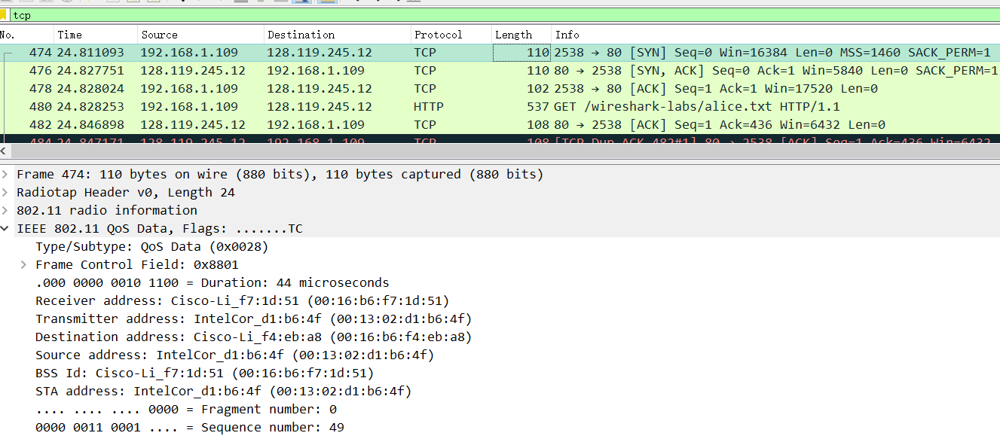 tcp
No. Time Source Destination Protocol Length Info
474 24.811093 192.168.1.109 128.119.245.12 TCP 110 2538 → 80 [SYN] Seq=0 Win=16384 Len=0 MSS=1460 SACK_PERM=1
476 24.827751 128.119.245.12 192.168.1.109 TCP 110 80 → 2538 [SYN, ACK] Seq=0 Ack=1 Win=5840 Len=0 SACK_PERM=1
478 24.828024 192.168.1.109 128.119.245.12 TCP 102 2538 → 80 [ACK] Seq=1 Ack=1 Win=17520 Len=0
480 24.828253 192.168.1.109 128.119.245.12 HTTP 537 GET /wireshark-labs/alice.txt HTTP/1.1
482 24.846898 128.119.245.12 192.168.1.109 TCP 108 80 → 2538 [ACK] Seq=1 Ack=436 Win=6432 Len=0
484 24.847171 128.119.245.12 192.168.1.109 TCP 108 [TCP Dup ACK 482#1] 80 → 2538 [ACK] Seq=1 Ack=436 Win=6432
Frame 474: 110 bytes on wire (880 bits), 110 bytes captured (880 bits)
Radiotap Header v0, Length 24
802.11 radio information
IEEE 802.11 QoS Data, Flags: .......TC
Type/Subtype: QoS Data (0x0028)
Frame Control Field: 0x8801
.000 0000 0010 1100 = Duration: 44 microseconds
Receiver address: Cisco-Li_f7:1d:51 (00:16:b6:f7:1d:51)
Transmitter address: IntelCor_d1:b6:4f (00:13:02:d1:b6:4f)
Destination address: Cisco-Li_f4:eb:a8 (00:16:b6:f4:eb:a8)
Source address: IntelCor_d1:b6:4f (00:13:02:d1:b6:4f)
BSS Id: Cisco-Li_f7:1d:51 (00:16:b6:f7:1d:51)
STA address: IntelCor_d1:b6:4f (00:13:02:d1:b6:4f)
.... .... .... 0000 = Fragment number: 0
0000 0011 0001 .... = Sequence number: 49